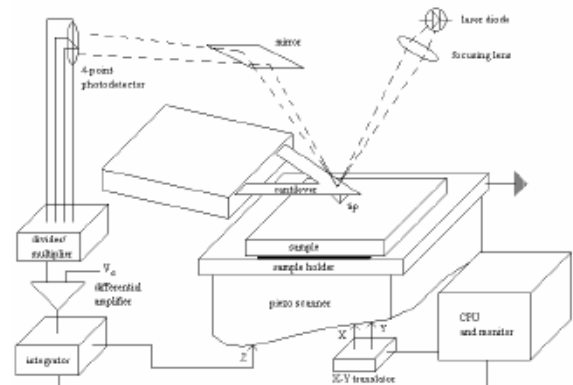 laser diode
mirror
focusing lens
4-point
photodetector
cantilever
tip
divider/
multiplier
sample
sample holder
V₀
differential
amplifier
piezo scanner
CPU
and monitor
X
Y
integrator
Z
X-Y translator